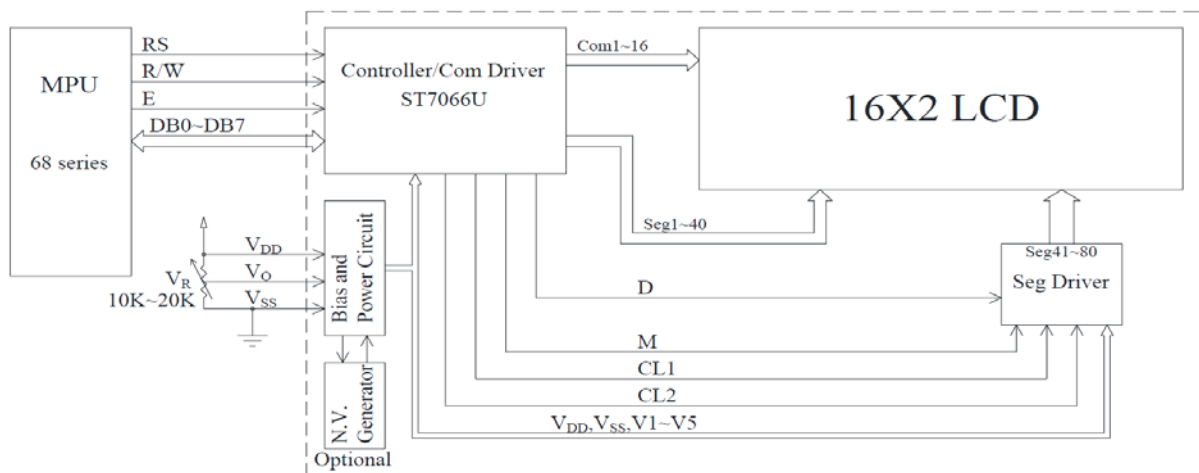 MPU
68 series
RS
R/W̅
E
DB0~DB7
Controller/Com Driver
ST7066U
Com1~16
16X2 LCD
Seg1~40
Seg41~80
Seg Driver
VDD
VO
VSS
VR
10K~20K
Bias and
Power Circuit
N.V.
Generator
Optional
D
M
CL1
CL2
VDD,VSS,V1~V5